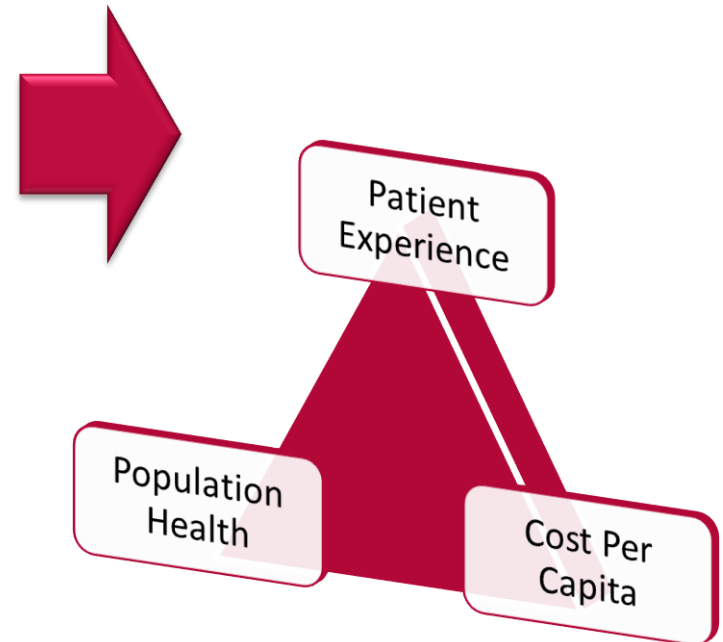 Patient
Experience
Population
Health
Cost Per
Capita